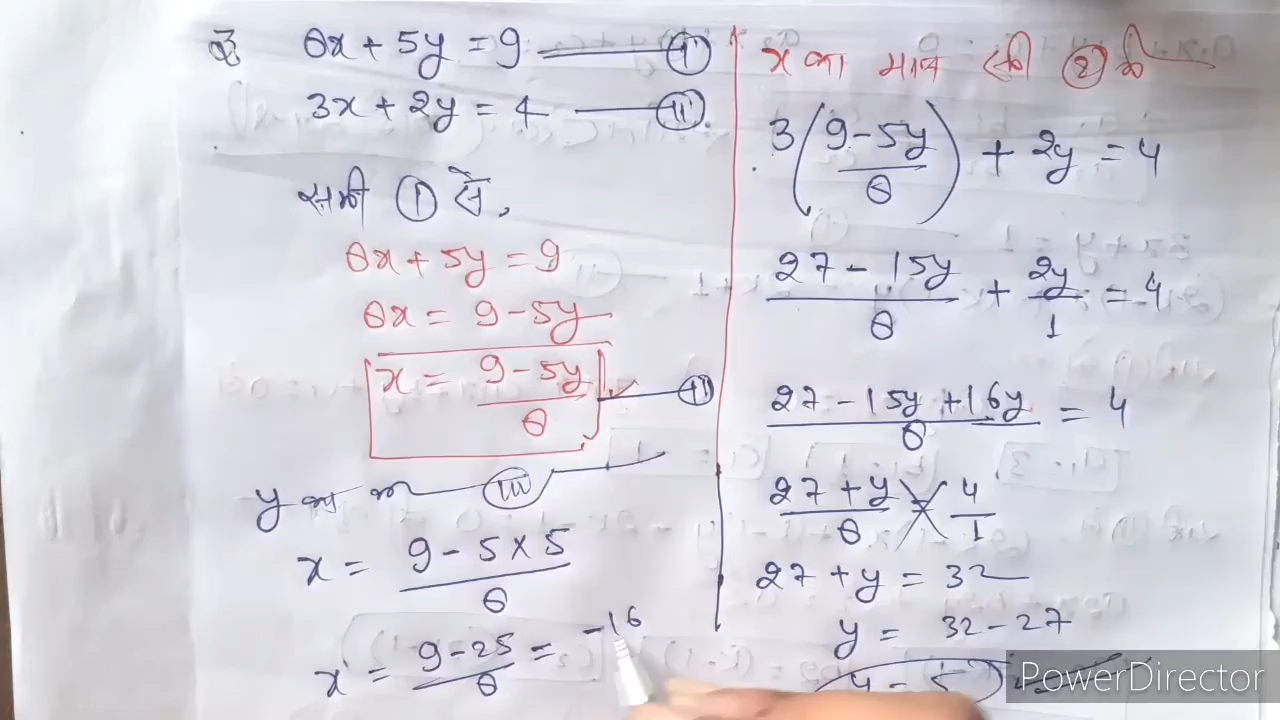 8x + 5y = 9 — (I)
3x + 2y = 4 — (II)
समी (1) से,
8x + 5y = 9
8x = 9 - 5y
x = 9 - 5y / 8 — (III)
y का मान — (III)
x = 9 - 5 × 5 / 8
x = 9 - 25 / 8 = -16
x का मान समी (2) में
3(9 - 5y / 8) + 2y = 4
27 - 15y / 8 + 2y / 1 = 4
27 - 15y + 16y / 8 = 4
27 + y / 8 = 4 / 1
27 + y = 32
y = 32 - 27
y = 5
PowerDirector